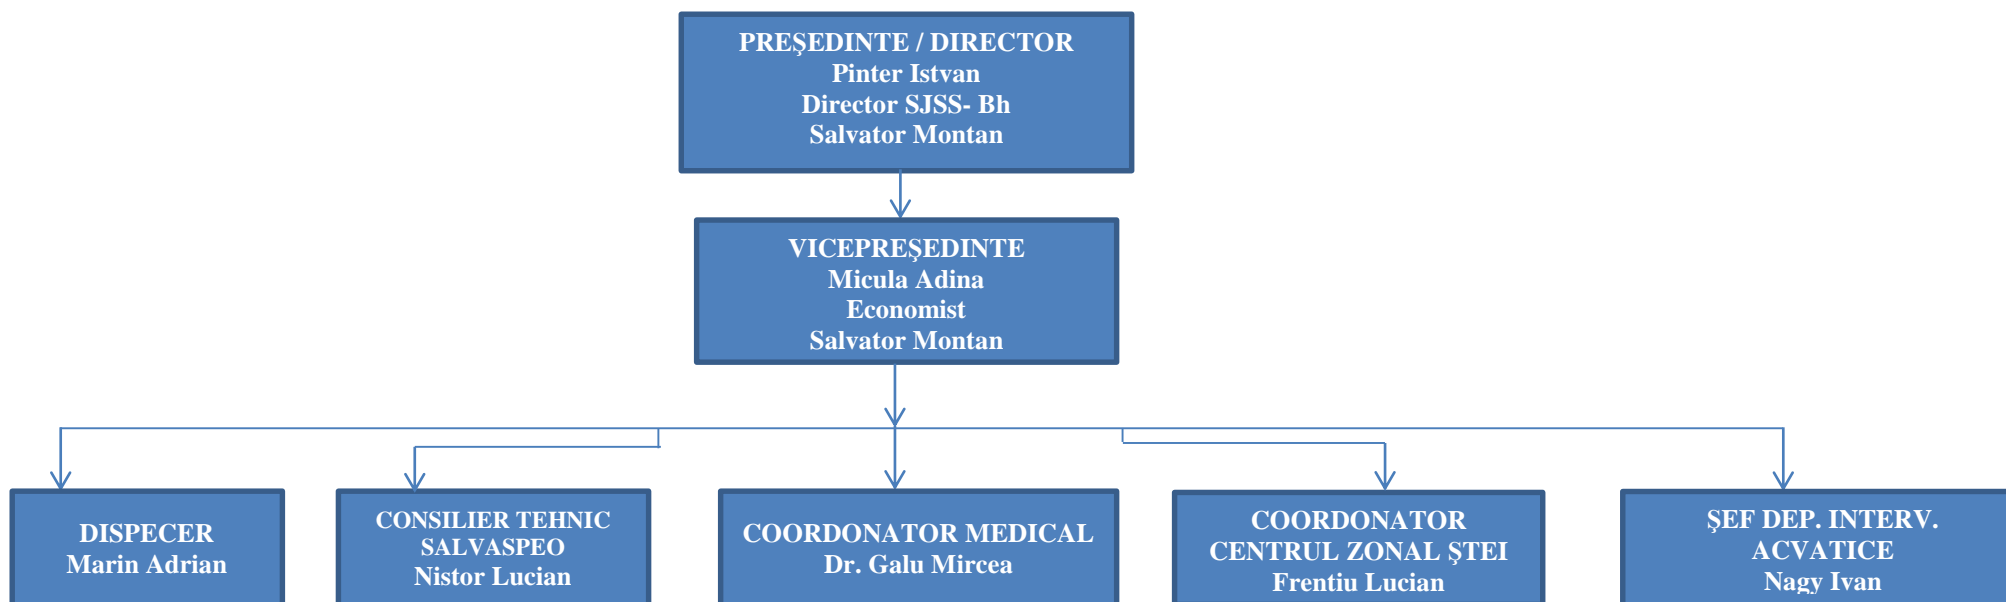 PREŞEDINTE / DIRECTOR
Pinter Istvan
Director SJSS- Bh
Salvator Montan
VICEPREŞEDINTE
Micula Adina
Economist
Salvator Montan
DISPECER
Marin Adrian
CONSILIER TEHNIC
SALVASPEO
Nistor Lucian
COORDONATOR MEDICAL
Dr. Galu Mircea
COORDONATOR
CENTRUL ZONAL ŞTEI
Frentiu Lucian
ŞEF DEP. INTERV.
ACVATICE
Nagy Ivan